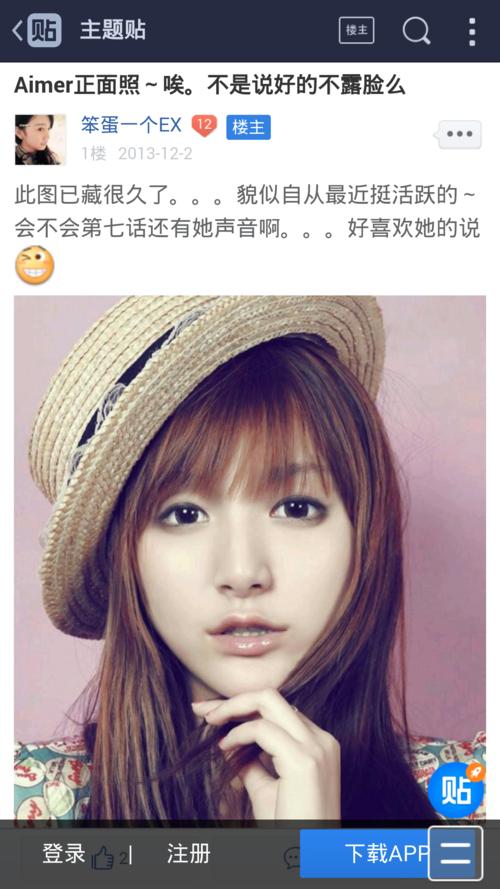 贴 主题贴 楼主
Aimer正面照～唉。不是说好的不露脸么
笨蛋一个EX 12 楼主
1楼 2013-12-2
此图已藏很久了。。。貌似自从最近挺活跃的～
会不会第七话还有她声音啊。。。好喜欢她的说
贴
登录 2 | 注册 下载APP